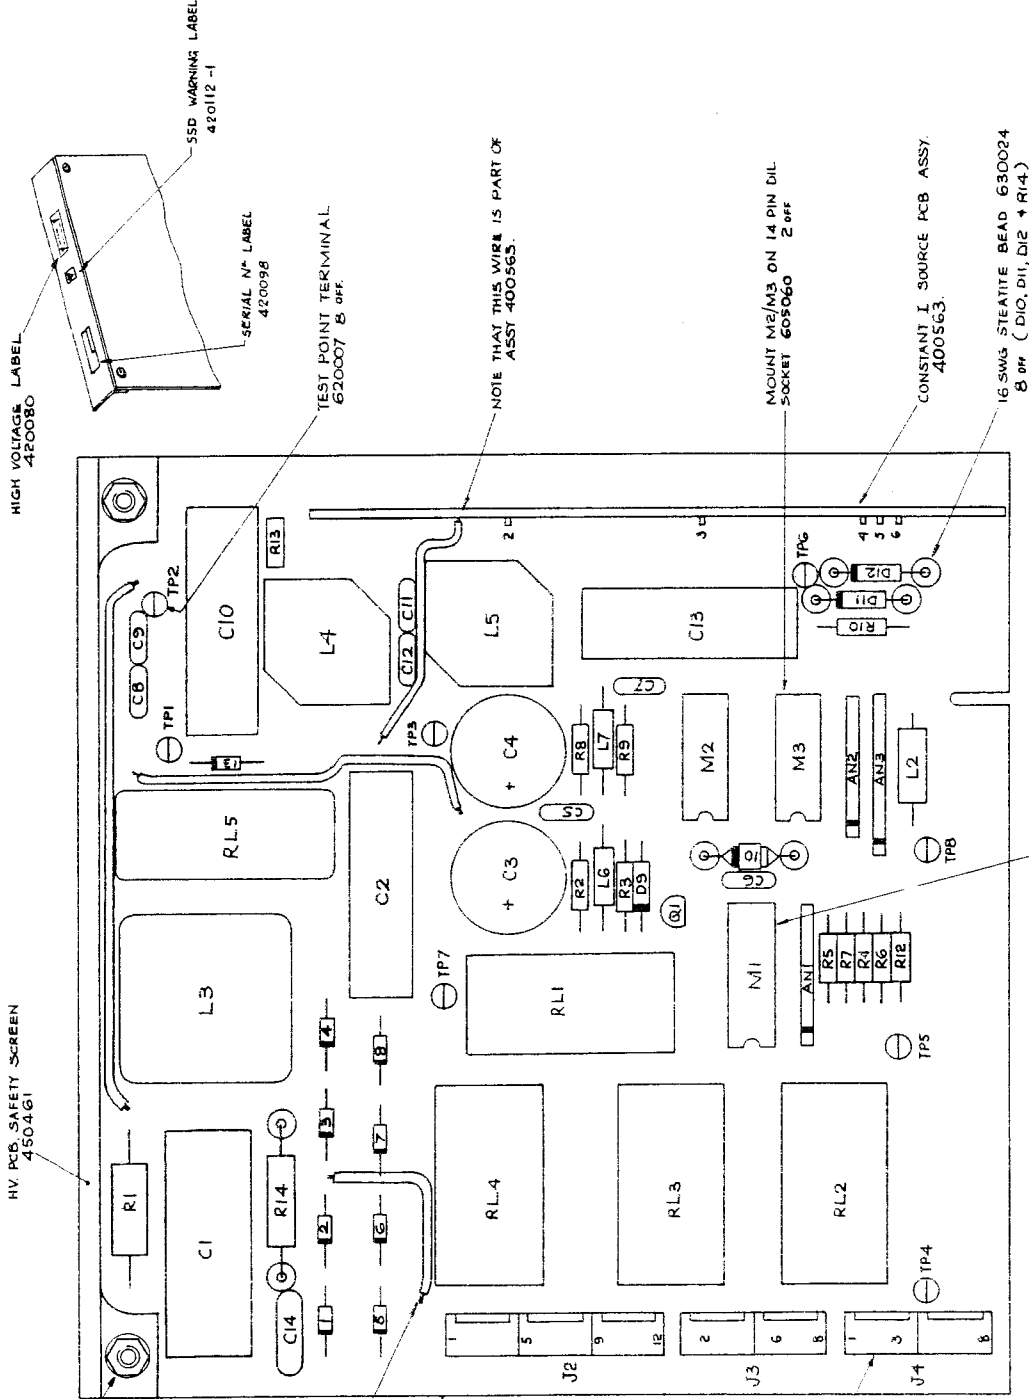 HIGH VOLTAGE LABEL
420080
SSD WARNING LABEL
420112-1
SERIAL Nº LABEL
420098
TEST POINT TERMINAL
620007 8 OFF.
NOTE THAT THIS WIRE IS PART OF
ASSY 400563.
MOUNT M2/M3 ON 14 PIN DIL
SOCKET 605060 2 OFF
CONSTANT I SOURCE PCB ASSY.
400563.
16 SWG STEATITE BEAD 630024
8 OFF (D10, D11, D12 & R14)
HV. PCB. SAFETY SCREEN
450461
R1
C1
R14
C14
1
2
3
4
5
6
7
8
L3
RL5
13
TP1
C8
C9
TP2
C10
R13
L4
C12
C11
L5
TP3
C2
TP7
C3
+
C4
+
C5
R2
L6
R3
D9
Q1
R8
L7
R9
C7
C13
2
3
4
5
6
TP6
D12
D11
R10
RL1
RL4
RL3
RL2
M1
M2
M3
10
C6
AN1
AN2
AN3
L2
R5
R7
R4
R6
R12
TP8
TP5
TP4
1
5
9
12
J2
2
6
8
J3
1
3
8
J4